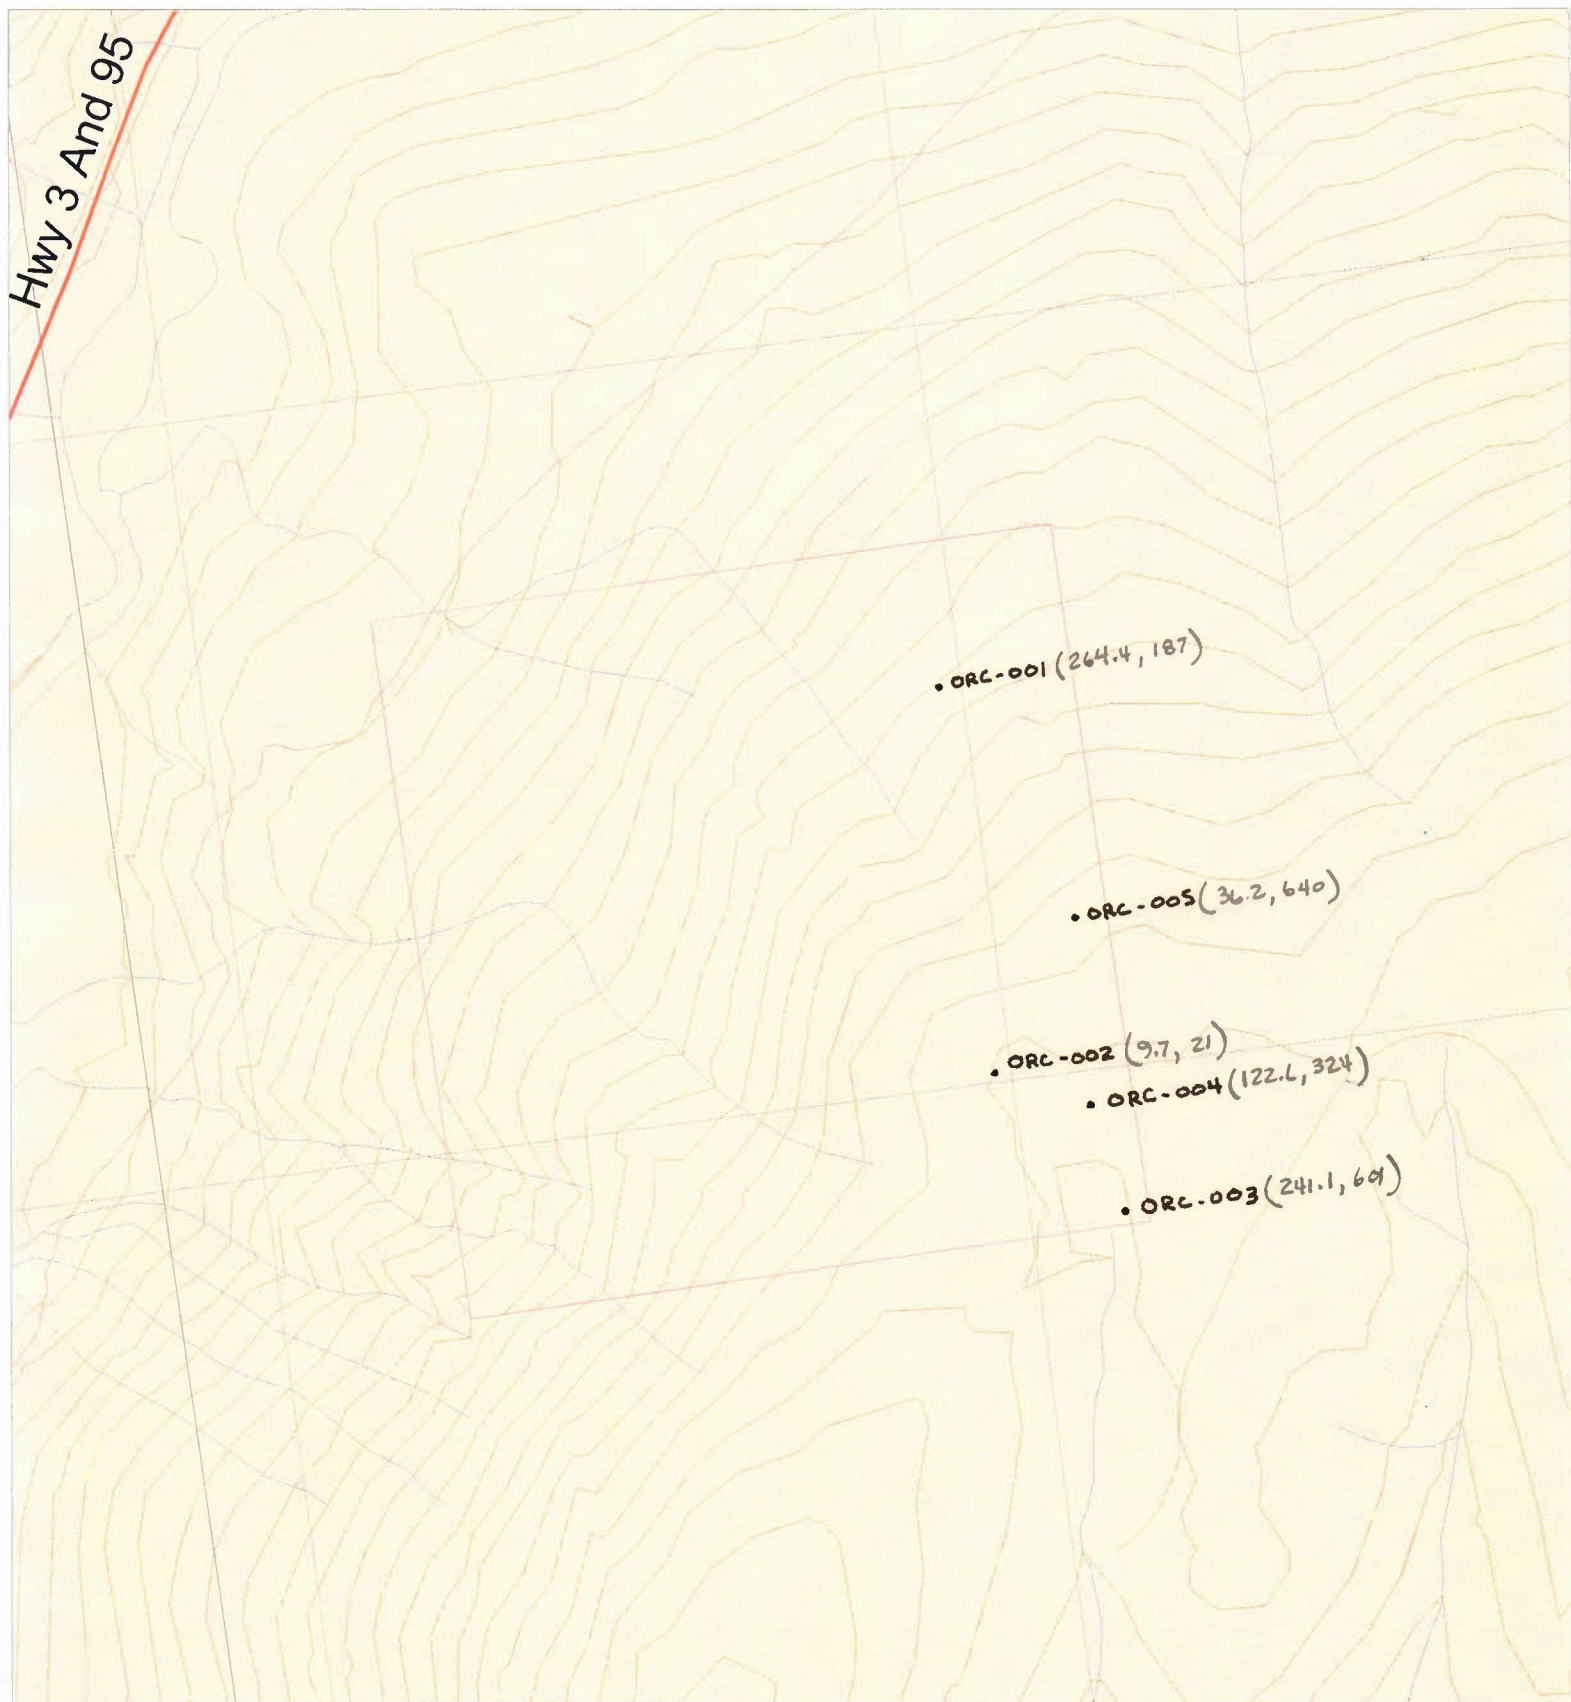 Hwy 3 And 95
ORC-001 (264.4, 187)
ORC-005 (36.2, 640)
ORC-002 (9.7, 21)
ORC-004 (122.6, 324)
ORC-003 (241.1,